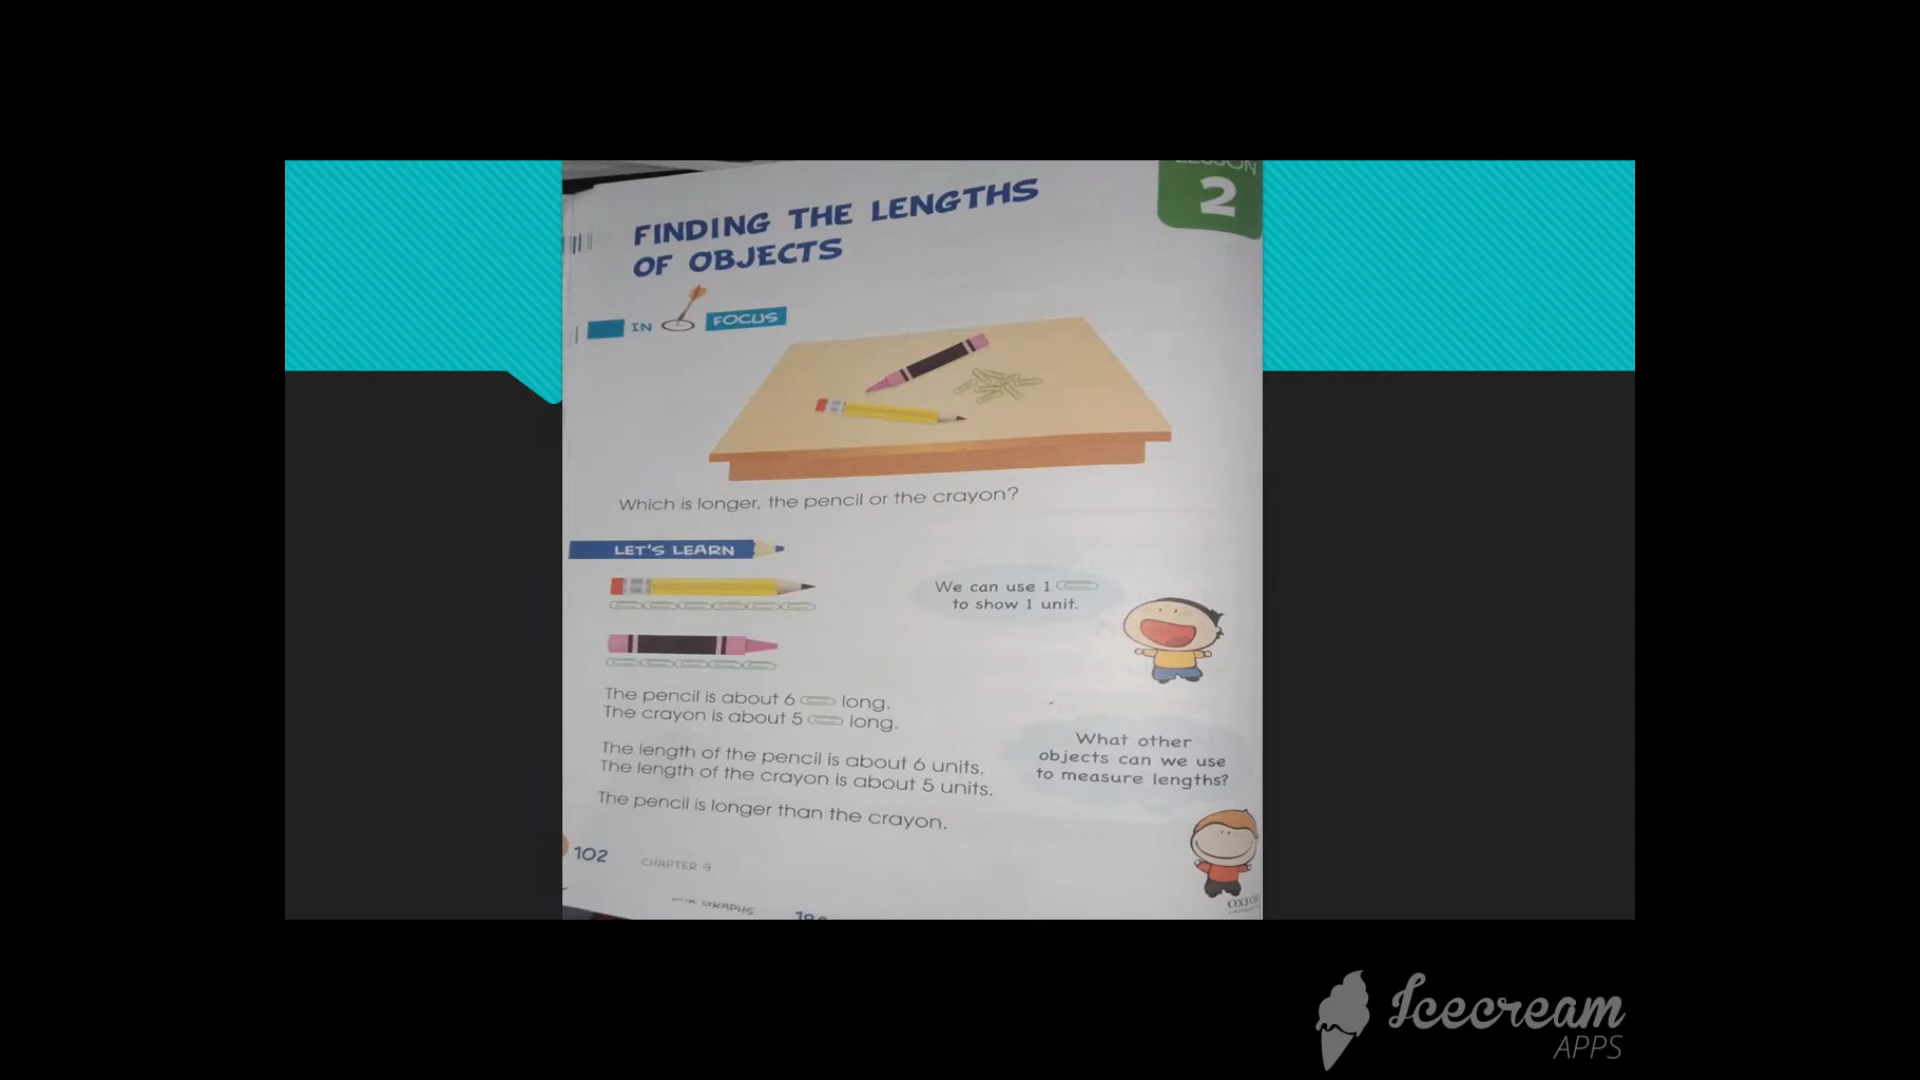 LESSON
2
FINDING THE LENGTHS
OF OBJECTS
IN FOCUS
Which is longer, the pencil or the crayon?
LET'S LEARN
We can use 1
to show 1 unit.
The pencil is about 6 long.
The crayon is about 5 long.
The length of the pencil is about 6 units.
The length of the crayon is about 5 units.
The pencil is longer than the crayon.
What other
objects can we use
to measure lengths?
102
CHAPTER 9
GRAPHS
Icecream
APPS